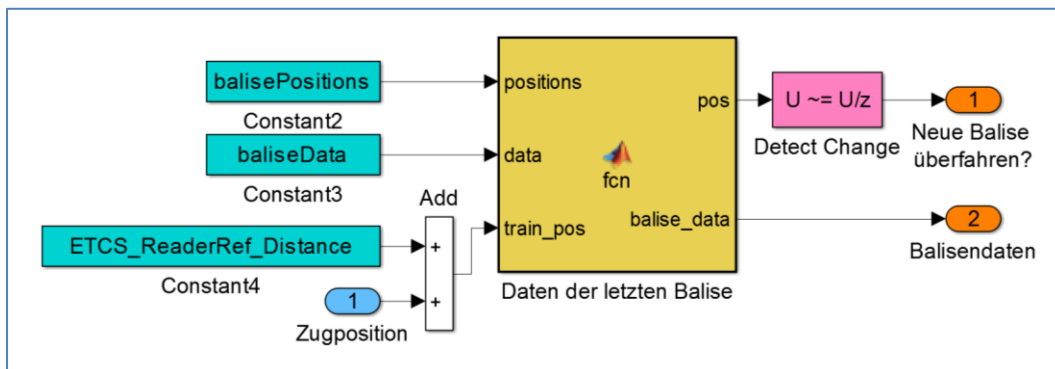 balisePositions
Constant2
baliseData
Constant3
ETCS_ReaderRef_Distance
Constant4
1
Zugposition
Add
+
+
positions
data
train_pos
fcn
pos
balise_data
Daten der letzten Balise
U ~= U/z
Detect Change
1
Neue Balise
überfahren?
2
Balisendaten